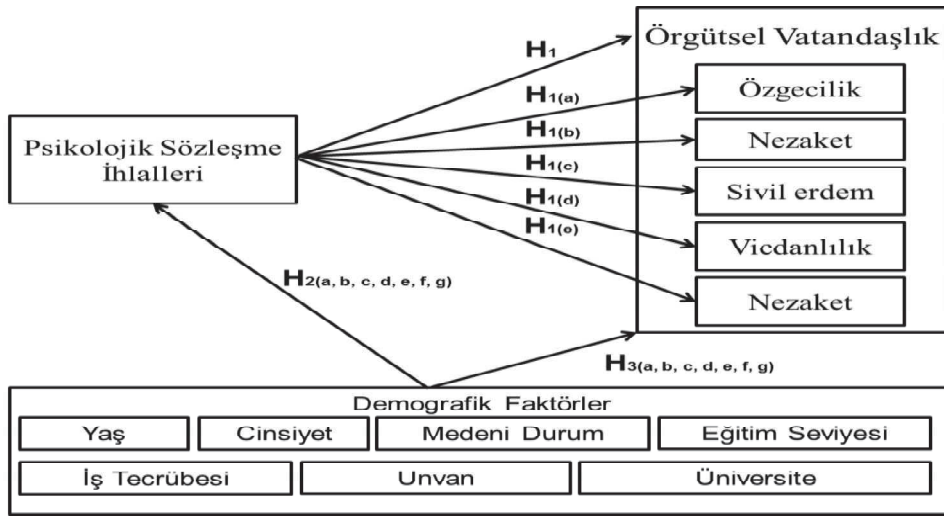 Örgütsel Vatandaşlık
H1
H1(a)
Özgecilik
H1(b)
Nezaket
Psikolojik Sözleşme
İhlalleri
H1(c)
Sivil erdem
H1(d)
H1(e)
Vicdanlılık
H2(a, b, c, d, e, f, g)
Nezaket
H3(a, b, c, d, e, f, g)
Demografik Faktörler
Yaş
Cinsiyet
Medeni Durum
Eğitim Seviyesi
İş Tecrübesi
Unvan
Üniversite